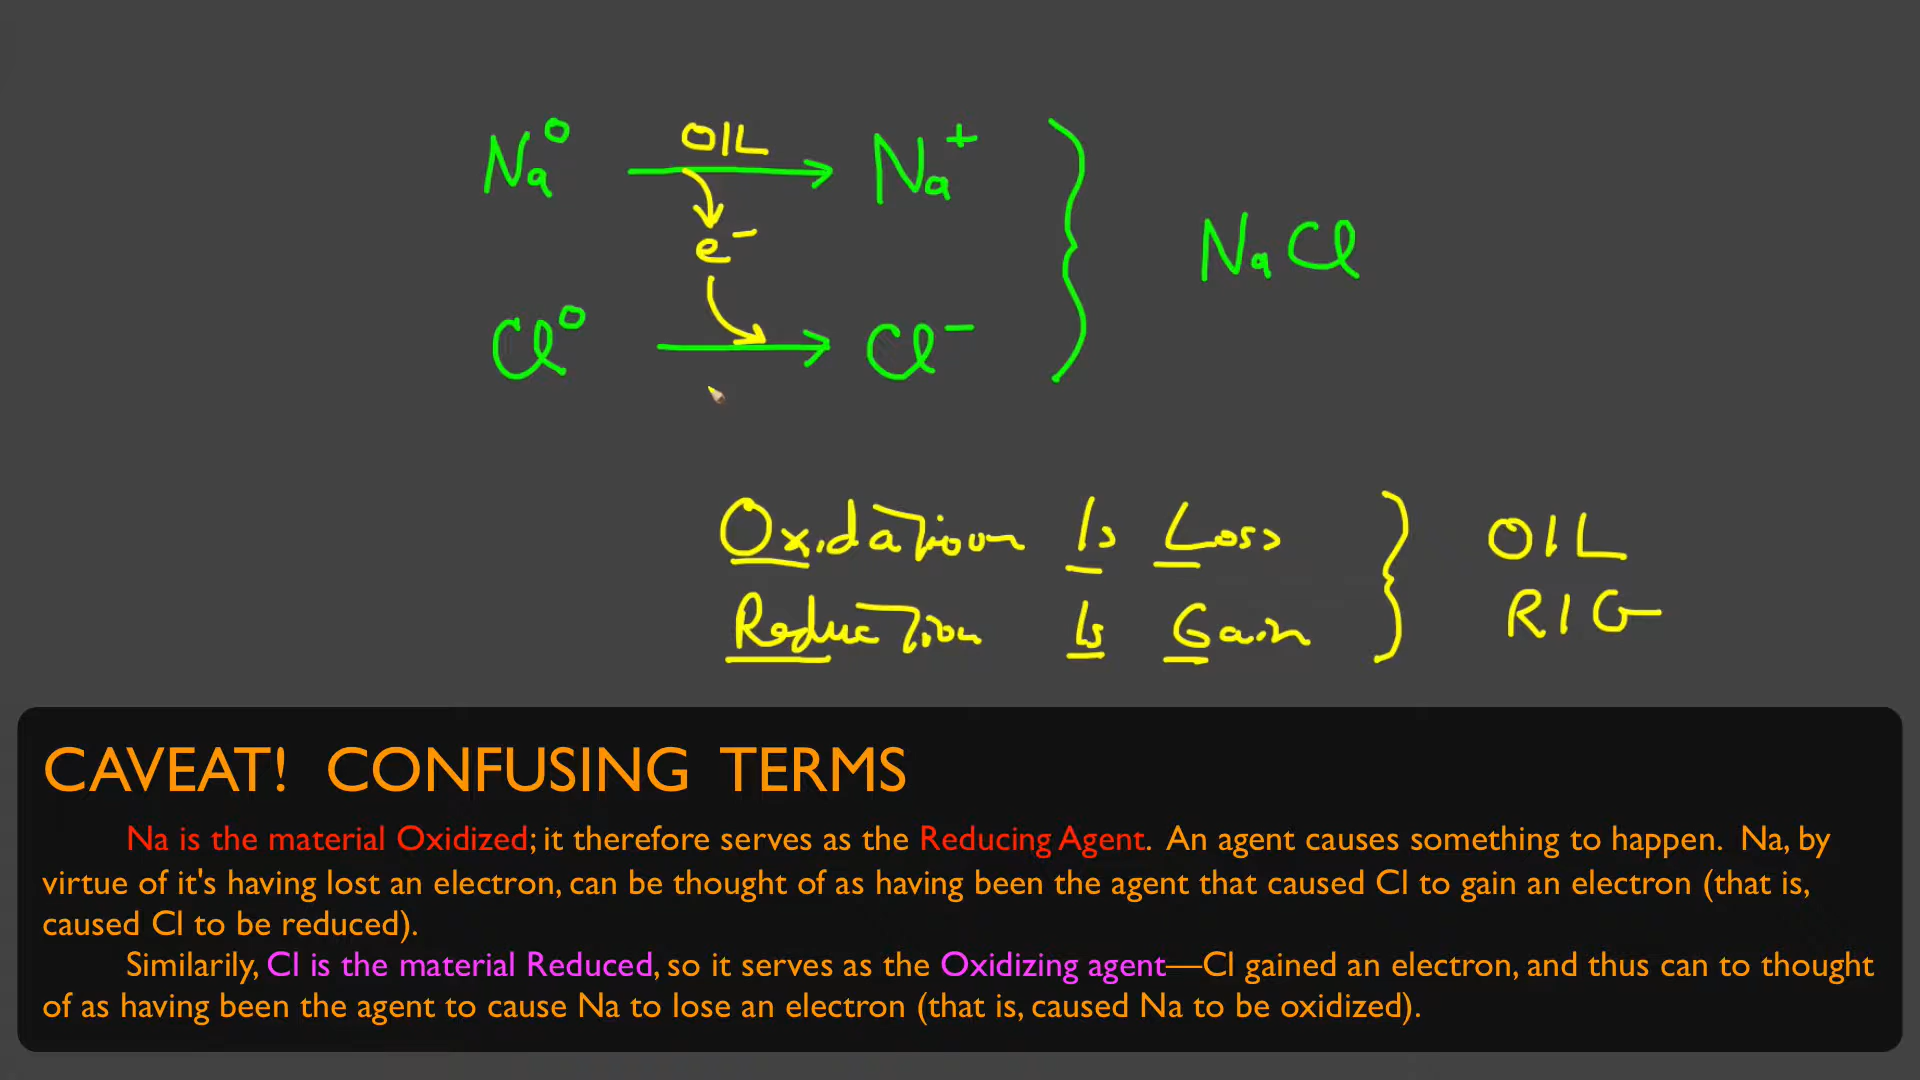 Na⁰ OIL Na⁺
e⁻
NaCl
Cl⁰ Cl⁻
Oxidation Is Loss OIL
Reduction Is Gain RIG
CAVEAT! CONFUSING TERMS
Na is the material Oxidized; it therefore serves as the Reducing Agent. An agent causes something to happen. Na, by
virtue of it's having lost an electron, can be thought of as having been the agent that caused Cl to gain an electron (that is,
caused Cl to be reduced).
Similarily, Cl is the material Reduced, so it serves as the Oxidizing agent—Cl gained an electron, and thus can to thought
of as having been the agent to cause Na to lose an electron (that is, caused Na to be oxidized).